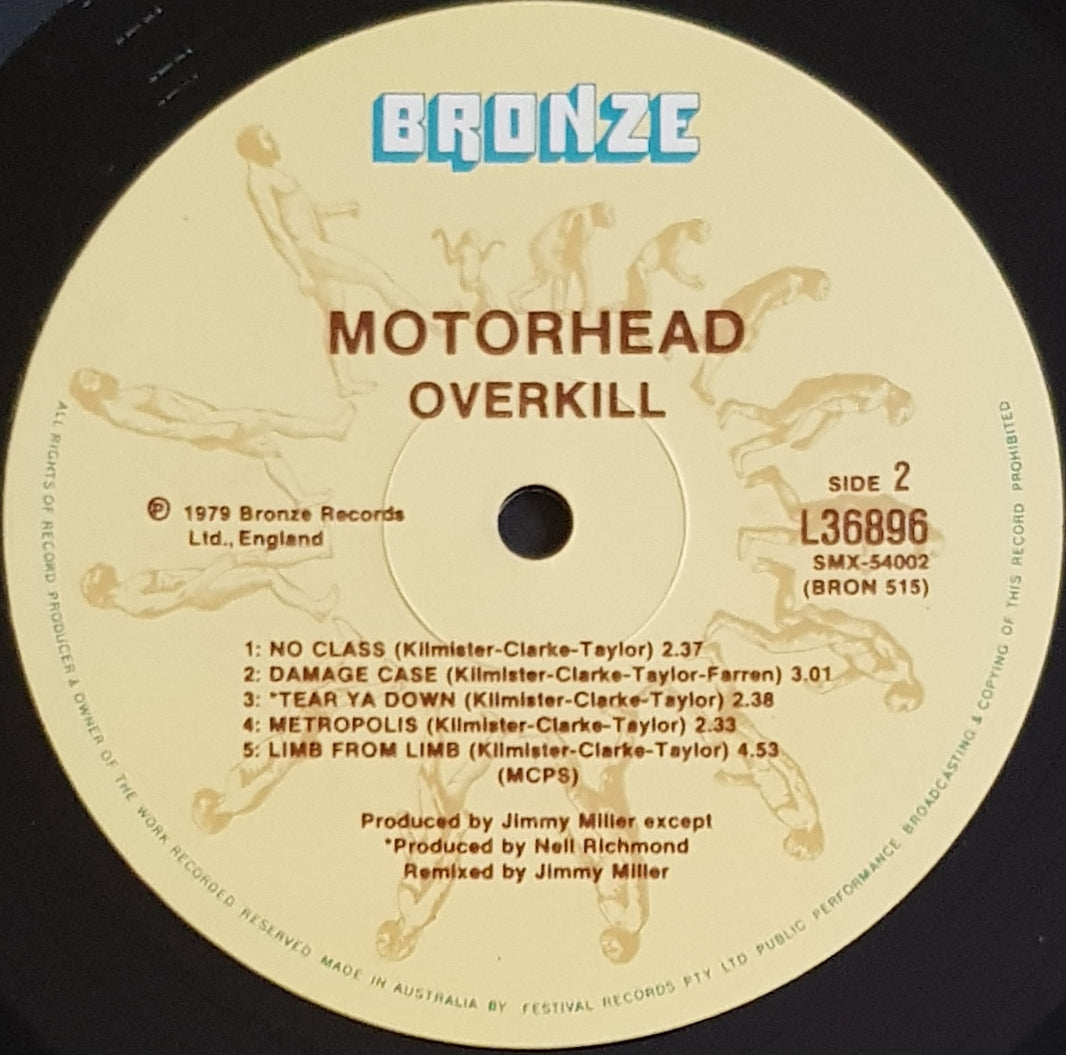 BRONZE
MOTORHEAD
OVERKILL
SIDE 2
L36896
SMX-54002
(BRON 515)
℗ 1979 Bronze Records
Ltd., England
1: NO CLASS (Kilmister-Clarke-Taylor) 2.37
2: DAMAGE CASE (Kilmister-Clarke-Taylor-Farren) 3.01
3: *TEAR YA DOWN (Kilmister-Clarke-Taylor) 2.38
4: METROPOLIS (Kilmister-Clarke-Taylor) 2.33
5: LIMB FROM LIMB (Kilmister-Clarke-Taylor) 4.53
(MCPS)
Produced by Jimmy Miller except
*Produced by Neil Richmond
Remixed by Jimmy Miller
ALL RIGHTS OF RECORD PRODUCER & OWNER OF THE WORK RECORDED RESERVED MADE IN AUSTRALIA BY FESTIVAL RECORDS PTY LTD PUBLIC PERFORMANCE BROADCASTING & COPYING OF THIS RECORD PROHIBITED